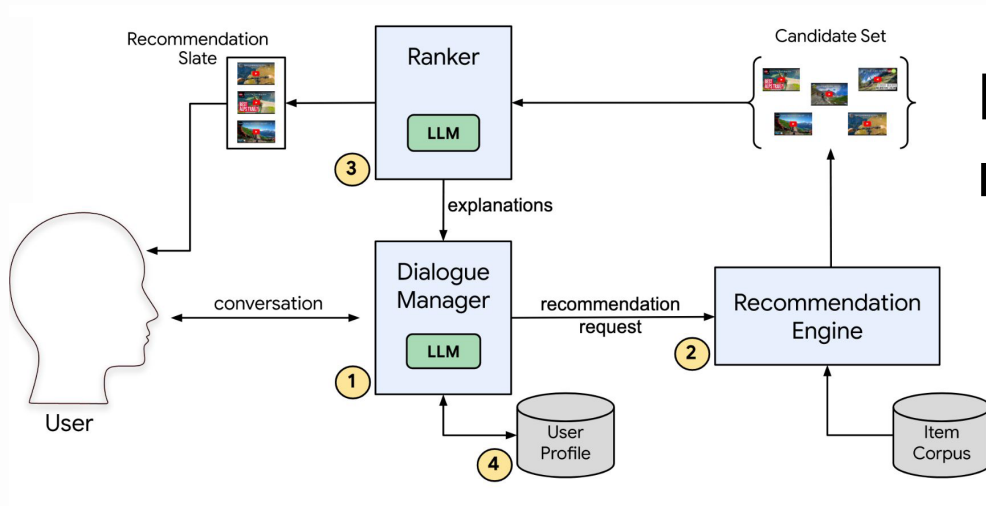 Recommendation
Slate
Ranker
LLM
3
Candidate Set
explanations
Dialogue
Manager
LLM
1
conversation
recommendation
request
Recommendation
Engine
2
User
User
Profile
4
Item
Corpus